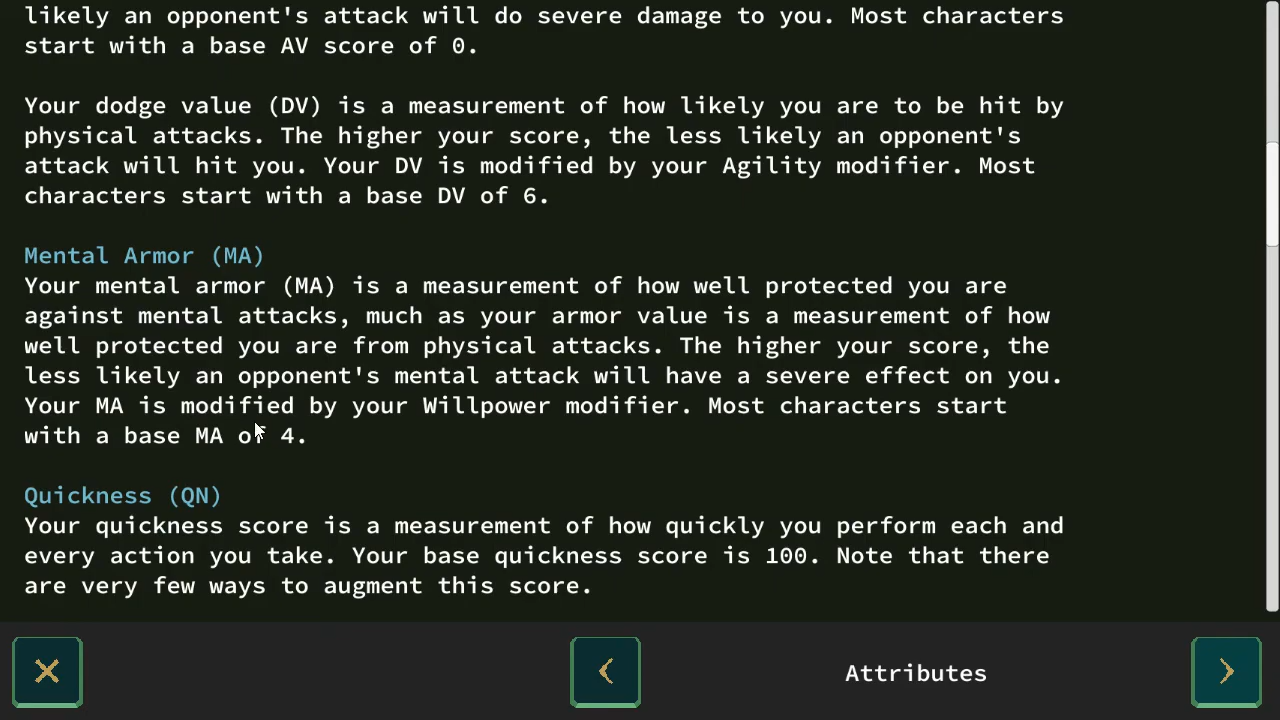 likely an opponent's attack will do severe damage to you. Most characters
start with a base AV score of 0.
Your dodge value (DV) is a measurement of how likely you are to be hit by
physical attacks. The higher your score, the less likely an opponent's
attack will hit you. Your DV is modified by your Agility modifier. Most
characters start with a base DV of 6.
Mental Armor (MA)
Your mental armor (MA) is a measurement of how well protected you are
against mental attacks, much as your armor value is a measurement of how
well protected you are from physical attacks. The higher your score, the
less likely an opponent's mental attack will have a severe effect on you.
Your MA is modified by your Willpower modifier. Most characters start
with a base MA of 4.
Quickness (QN)
Your quickness score is a measurement of how quickly you perform each and
every action you take. Your base quickness score is 100. Note that there
are very few ways to augment this score.
Attributes